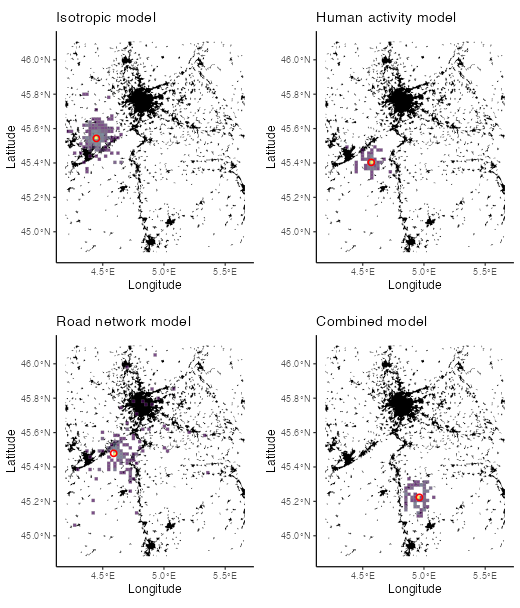 Isotropic model
Human activity model
46.0°N
45.8°N
45.6°N
45.4°N
45.2°N
45.0°N
Latitude
4.5°E 5.0°E 5.5°E
Longitude
46.0°N
45.8°N
45.6°N
45.4°N
45.2°N
45.0°N
Latitude
4.5°E 5.0°E 5.5°E
Longitude
Road network model
Combined model
46.0°N
45.8°N
45.6°N
45.4°N
45.2°N
45.0°N
Latitude
4.5°E 5.0°E 5.5°E
Longitude
46.0°N
45.8°N
45.6°N
45.4°N
45.2°N
45.0°N
Latitude
4.5°E 5.0°E 5.5°E
Longitude